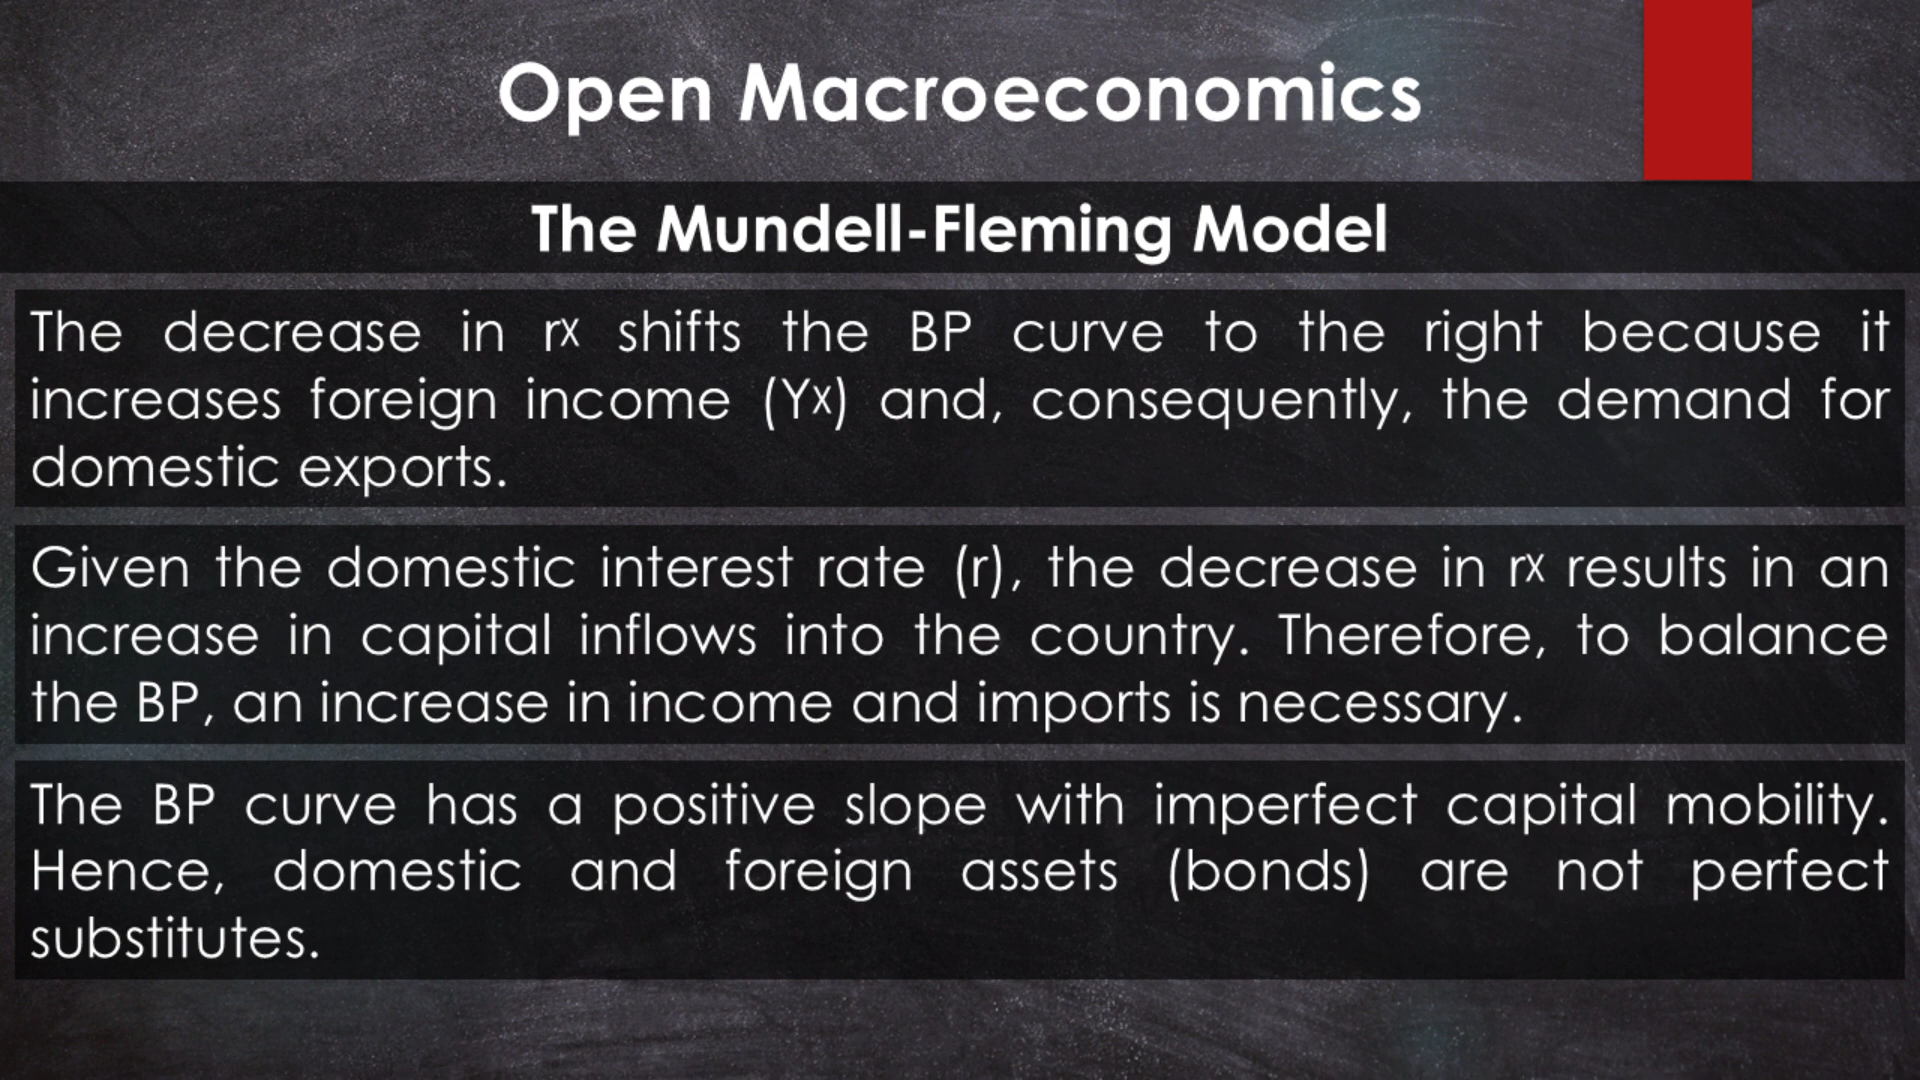 Open Macroeconomics
The Mundell-Fleming Model
The decrease in rx shifts the BP curve to the right because it
increases foreign income (Yx) and, consequently, the demand for
domestic exports.
Given the domestic interest rate (r), the decrease in rx results in an
increase in capital inflows into the country. Therefore, to balance
the BP, an increase in income and imports is necessary.
The BP curve has a positive slope with imperfect capital mobility.
Hence, domestic and foreign assets (bonds) are not perfect
substitutes.